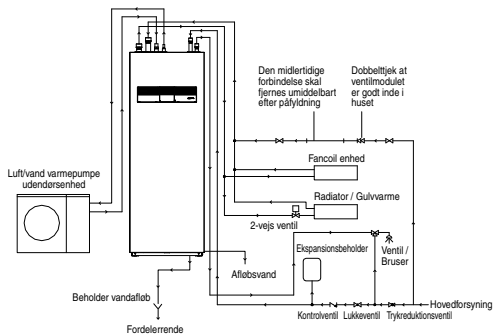 Den midlertidige
forbindelse skal
fjernes umiddelbart
efter påfyldning
Dobbelttjek at
ventilmodulet
er godt inde i
huset
Luft/vand varmepumpe
udendørsenhed
Fancoil enhed
Radiator / Gulvvarme
2-vejs ventil
Ekspansionsbeholder
Ventil /
Bruser
Afløbsvand
Beholder vandafløb
Fordelerrende
Kontrolventil
Lukkeventil
Trykreduktionsventil
Hovedforsyning